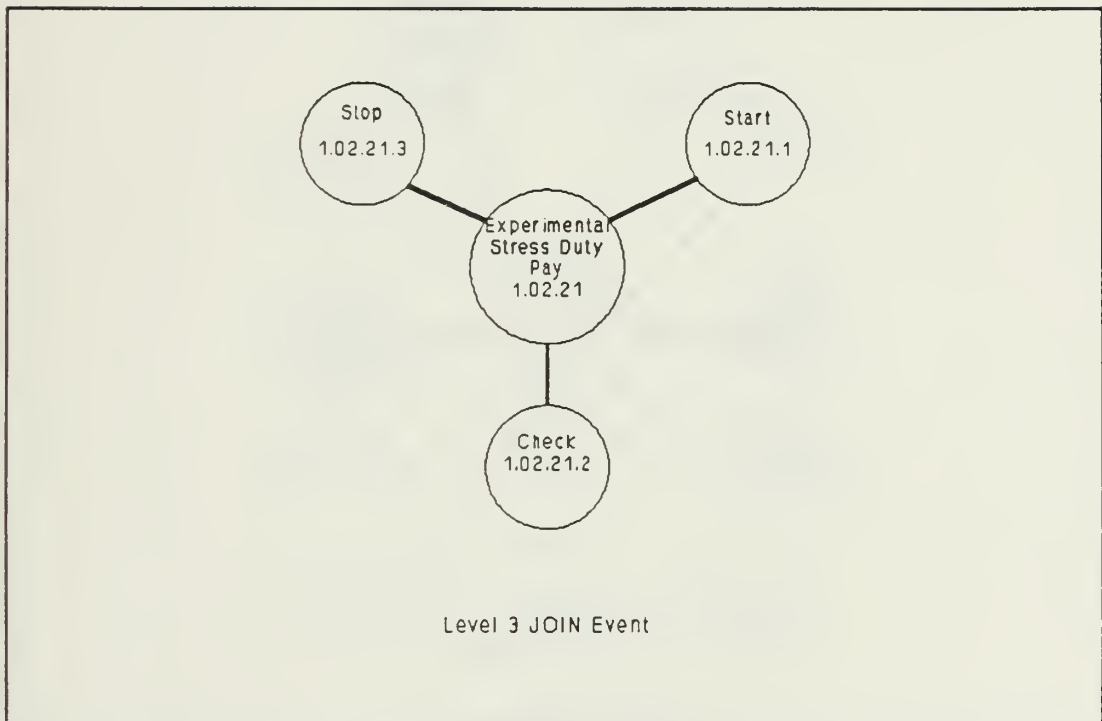 Stop
1.02.21.3
Start
1.02.21.1
Experimental
Stress Duty
Pay
1.02.21
Check
1.02.21.2
Level 3 JOIN Event